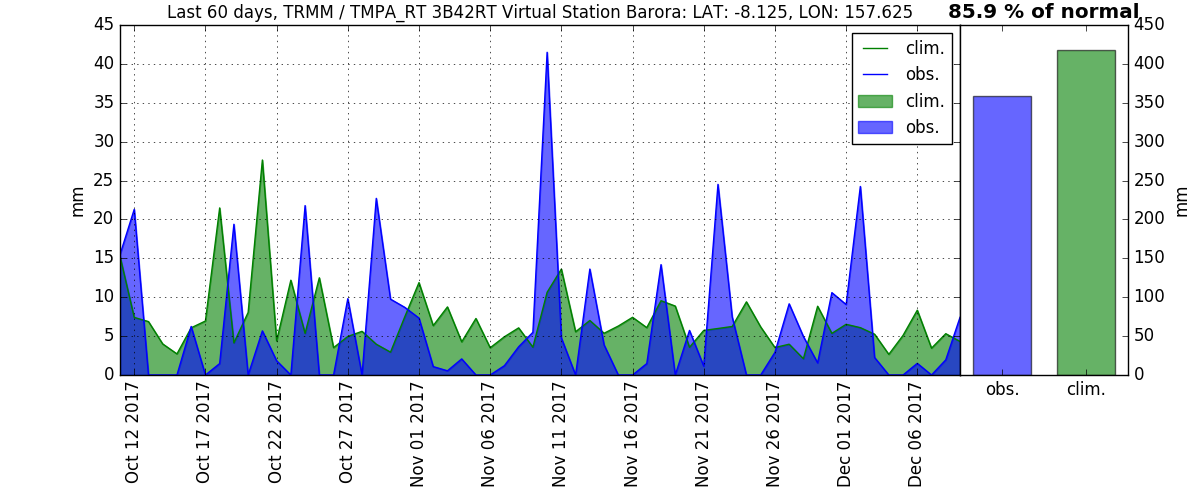 Last 60 days, TRMM / TMPA_RT 3B42RT Virtual Station Barora: LAT: -8.125, LON: 157.625
85.9 % of normal
45
40
35
30
25
20
15
10
5
0
mm
clim.
obs.
clim.
obs.
450
400
350
300
250
200
150
100
50
0
mm
Oct 12 2017
Oct 17 2017
Oct 22 2017
Oct 27 2017
Nov 01 2017
Nov 06 2017
Nov 11 2017
Nov 16 2017
Nov 21 2017
Nov 26 2017
Dec 01 2017
Dec 06 2017
obs.
clim.